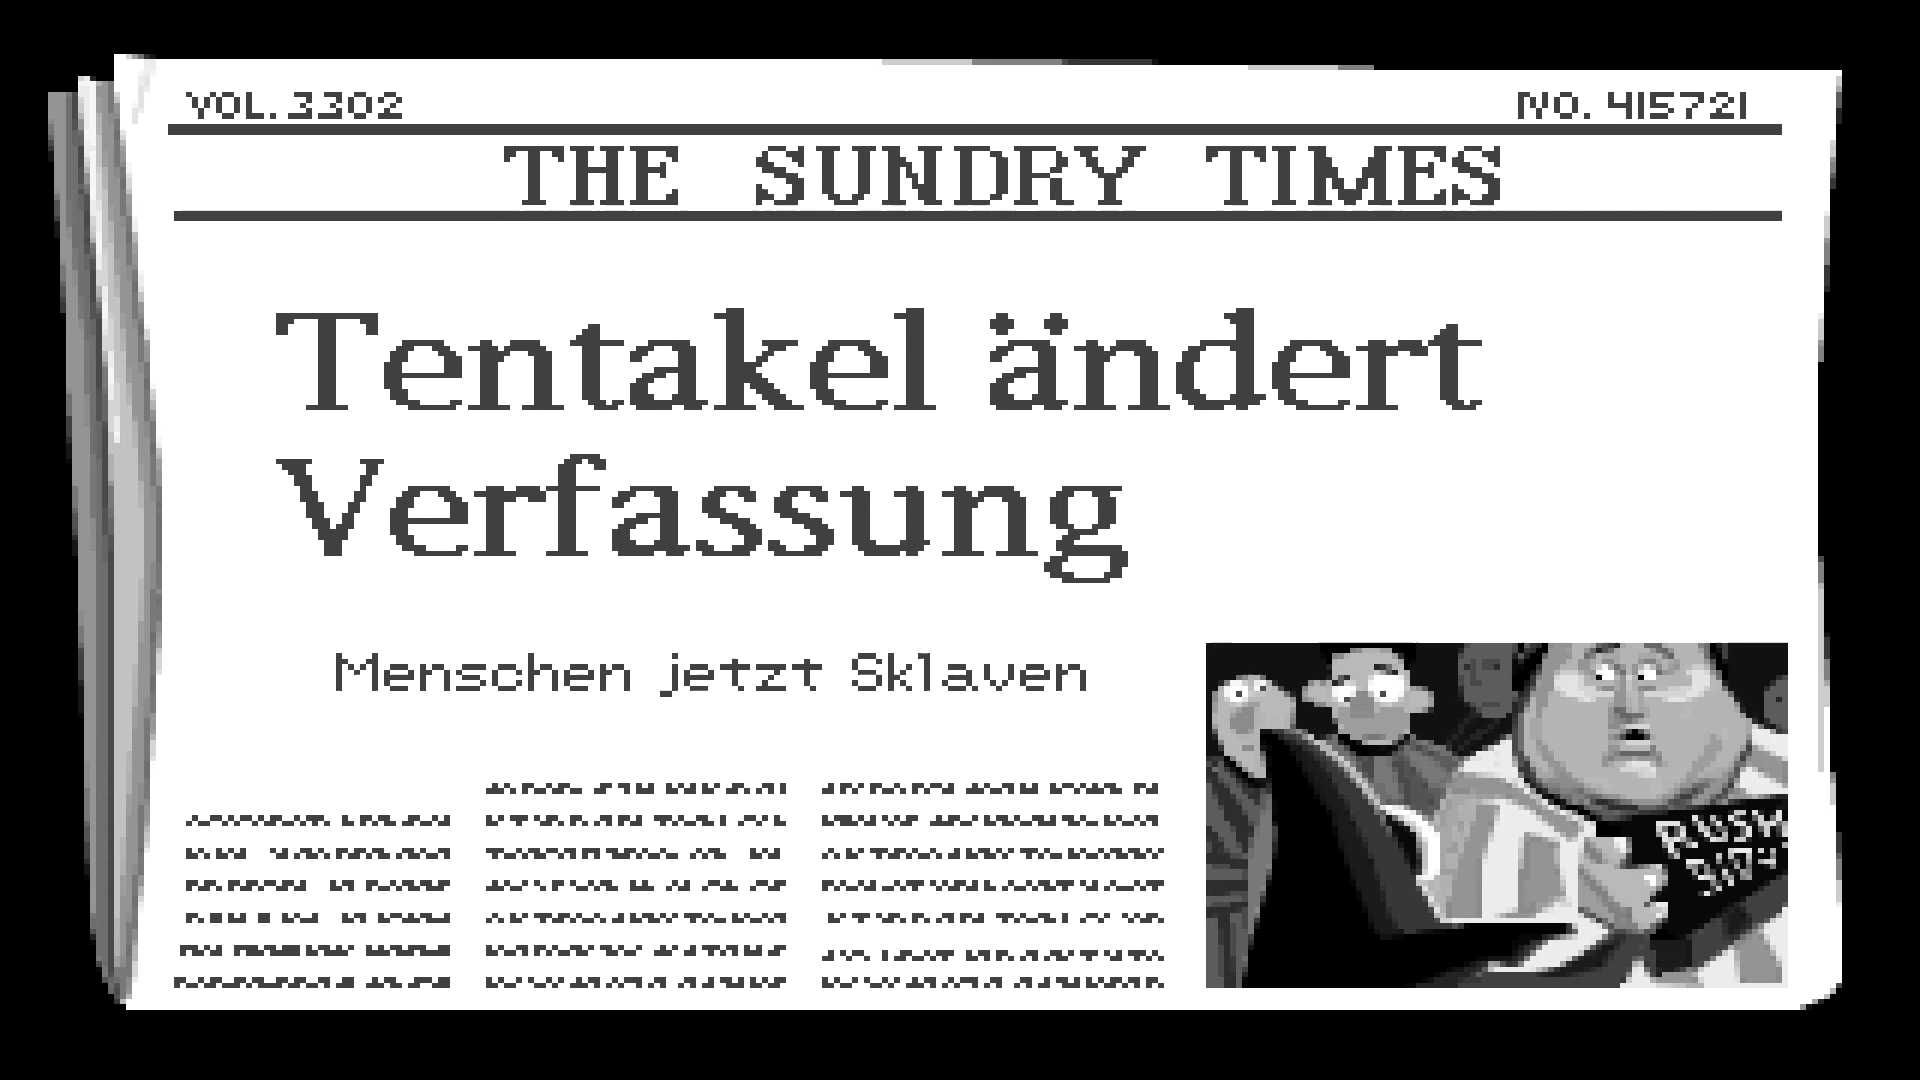 VOL. 3302
NO. 415721
THE SUNDRY TIMES
Tentakel ändert
Verfassung
Menschen jetzt Sklaven